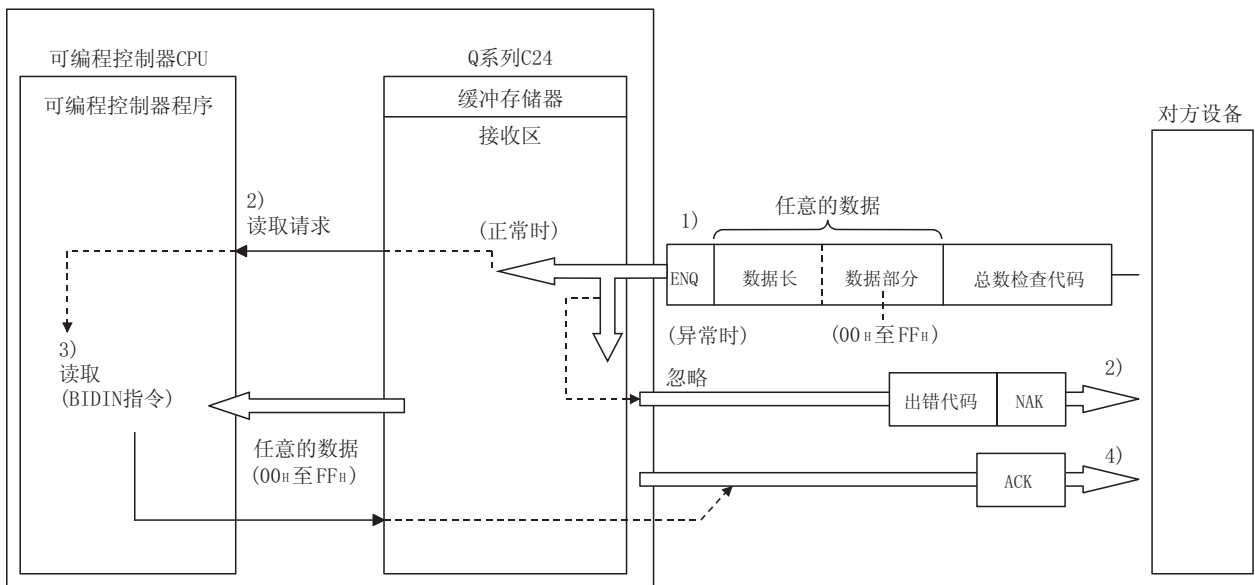 可编程控制器CPU
Q系列C24
可编程控制器程序
缓冲存储器
接收区
对方设备
2)
读取请求
(正常时)
1)
任意的数据
ENQ
数据长
数据部分
总数检查代码
(异常时)
(00H至FFH)
3)
读取
(BIDIN指令)
忽略
出错代码
NAK
2)
任意的数据
(00H至FFH)
ACK
4)